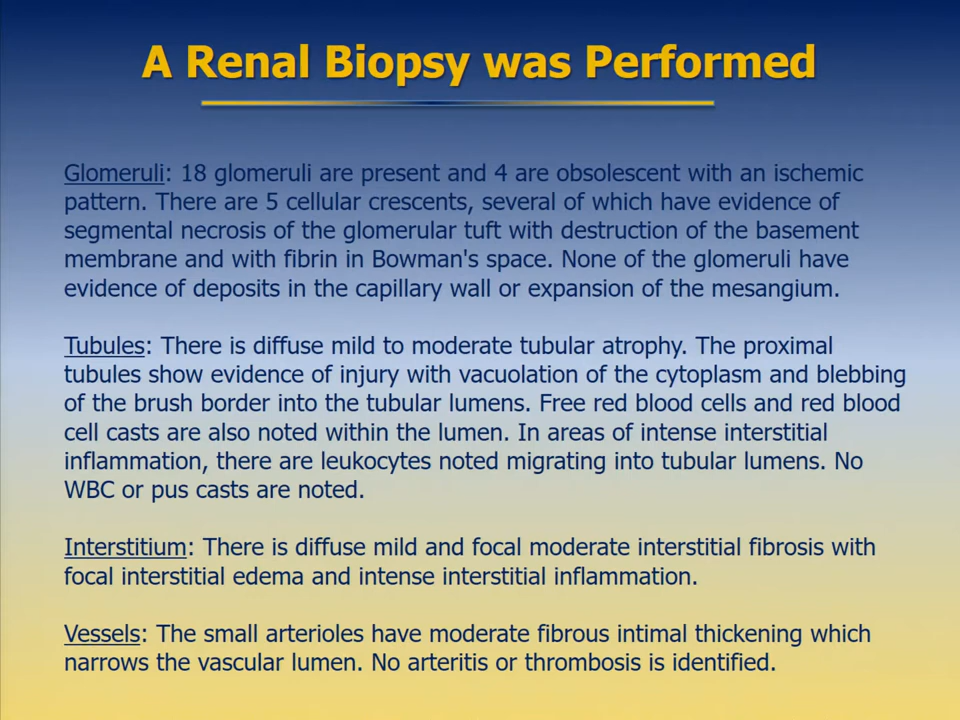 A Renal Biopsy was Performed
Glomeruli: 18 glomeruli are present and 4 are obsolescent with an ischemic
pattern. There are 5 cellular crescents, several of which have evidence of
segmental necrosis of the glomerular tuft with destruction of the basement
membrane and with fibrin in Bowman's space. None of the glomeruli have
evidence of deposits in the capillary wall or expansion of the mesangium.
Tubules: There is diffuse mild to moderate tubular atrophy. The proximal
tubules show evidence of injury with vacuolation of the cytoplasm and blebbing
of the brush border into the tubular lumens. Free red blood cells and red blood
cell casts are also noted within the lumen. In areas of intense interstitial
inflammation, there are leukocytes noted migrating into tubular lumens. No
WBC or pus casts are noted.
Interstitium: There is diffuse mild and focal moderate interstitial fibrosis with
focal interstitial edema and intense interstitial inflammation.
Vessels: The small arterioles have moderate fibrous intimal thickening which
narrows the vascular lumen. No arteritis or thrombosis is identified.